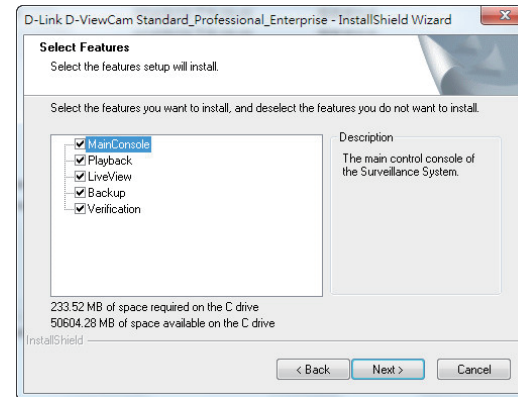 D-Link D-ViewCam Standard_Professional_Enterprise - InstallShield Wizard
Select Features
Select the features setup will install.
Select the features you want to install, and deselect the features you do not want to install.
MainConsole
Playback
LiveView
Backup
Verification
Description
The main control console of
the Surveillance System.
233.52 MB of space required on the C drive
50604.28 MB of space available on the C drive
InstallShield
< Back
Next >
Cancel